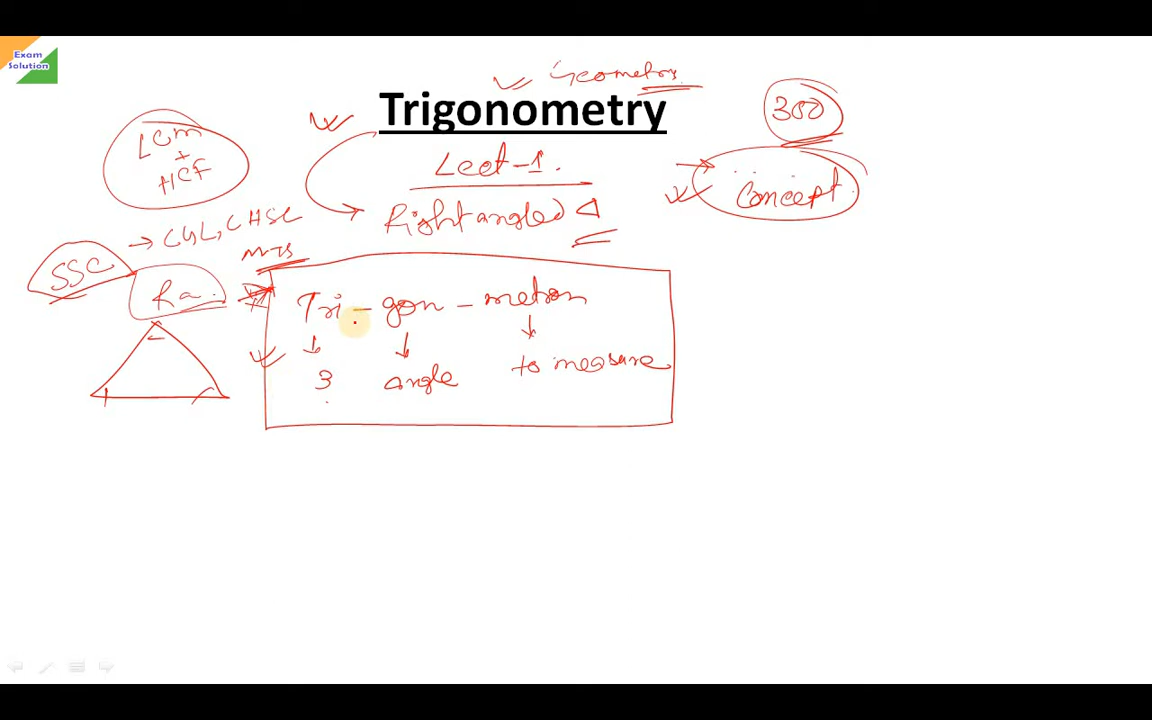 Exam
Solution
Geometry
Trigonometry
300
LCM
+
HCF
Lect-1.
Concept
Right angled
→ CGL, CHSL
MTS
SSC
Ra.
Tri - gon - metron
3 angle to measure